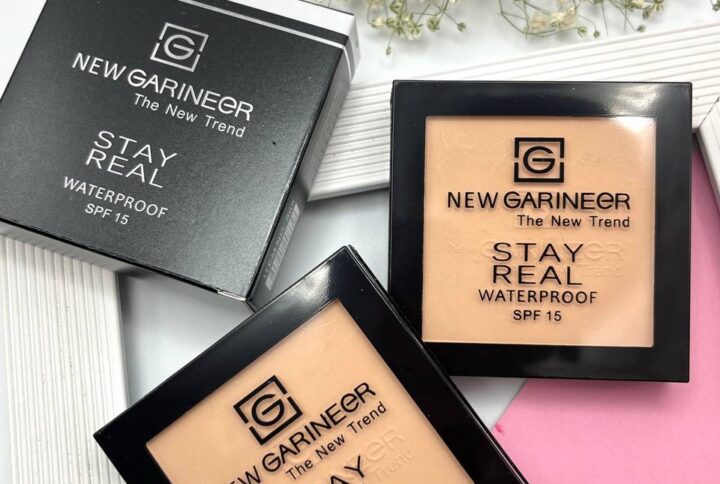 G
NEW GARINEER
The New Trend
STAY
REAL
WATERPROOF
SPF 15
G
NEW GARINEER
The New Trend
STAY
REAL
WATERPROOF
SPF 15
G
NEW GARINEER
The New Trend
STAY